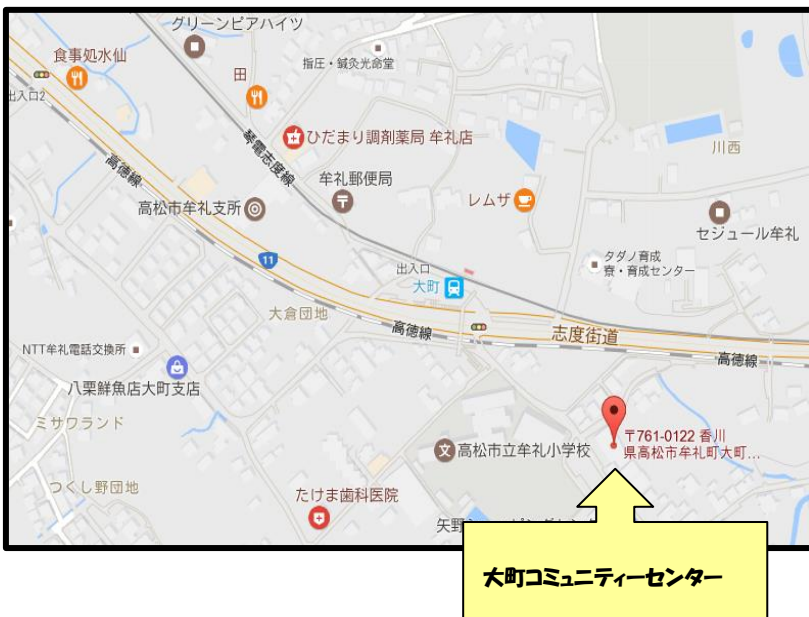 グリーンピアハイツ
食事処水仙
指圧・鍼灸光命堂
田
出入口2
ひだまり調剤薬局 牟礼店
川西
琴電志度線
高徳線
牟礼郵便局
レムザ
高松市牟礼支所
セジュール牟礼
11
タダノ育成
寮・育成センター
出入口
大町
大倉団地
高徳線
志度街道
NTT牟礼電話交換所
高徳線
八栗鮮魚店大町支店
ミサワランド
〒761-0122 香川
県高松市牟礼町大町...
高松市立牟礼小学校
つくし野団地
たけま歯科医院
矢野
大町コミュニティーセンター